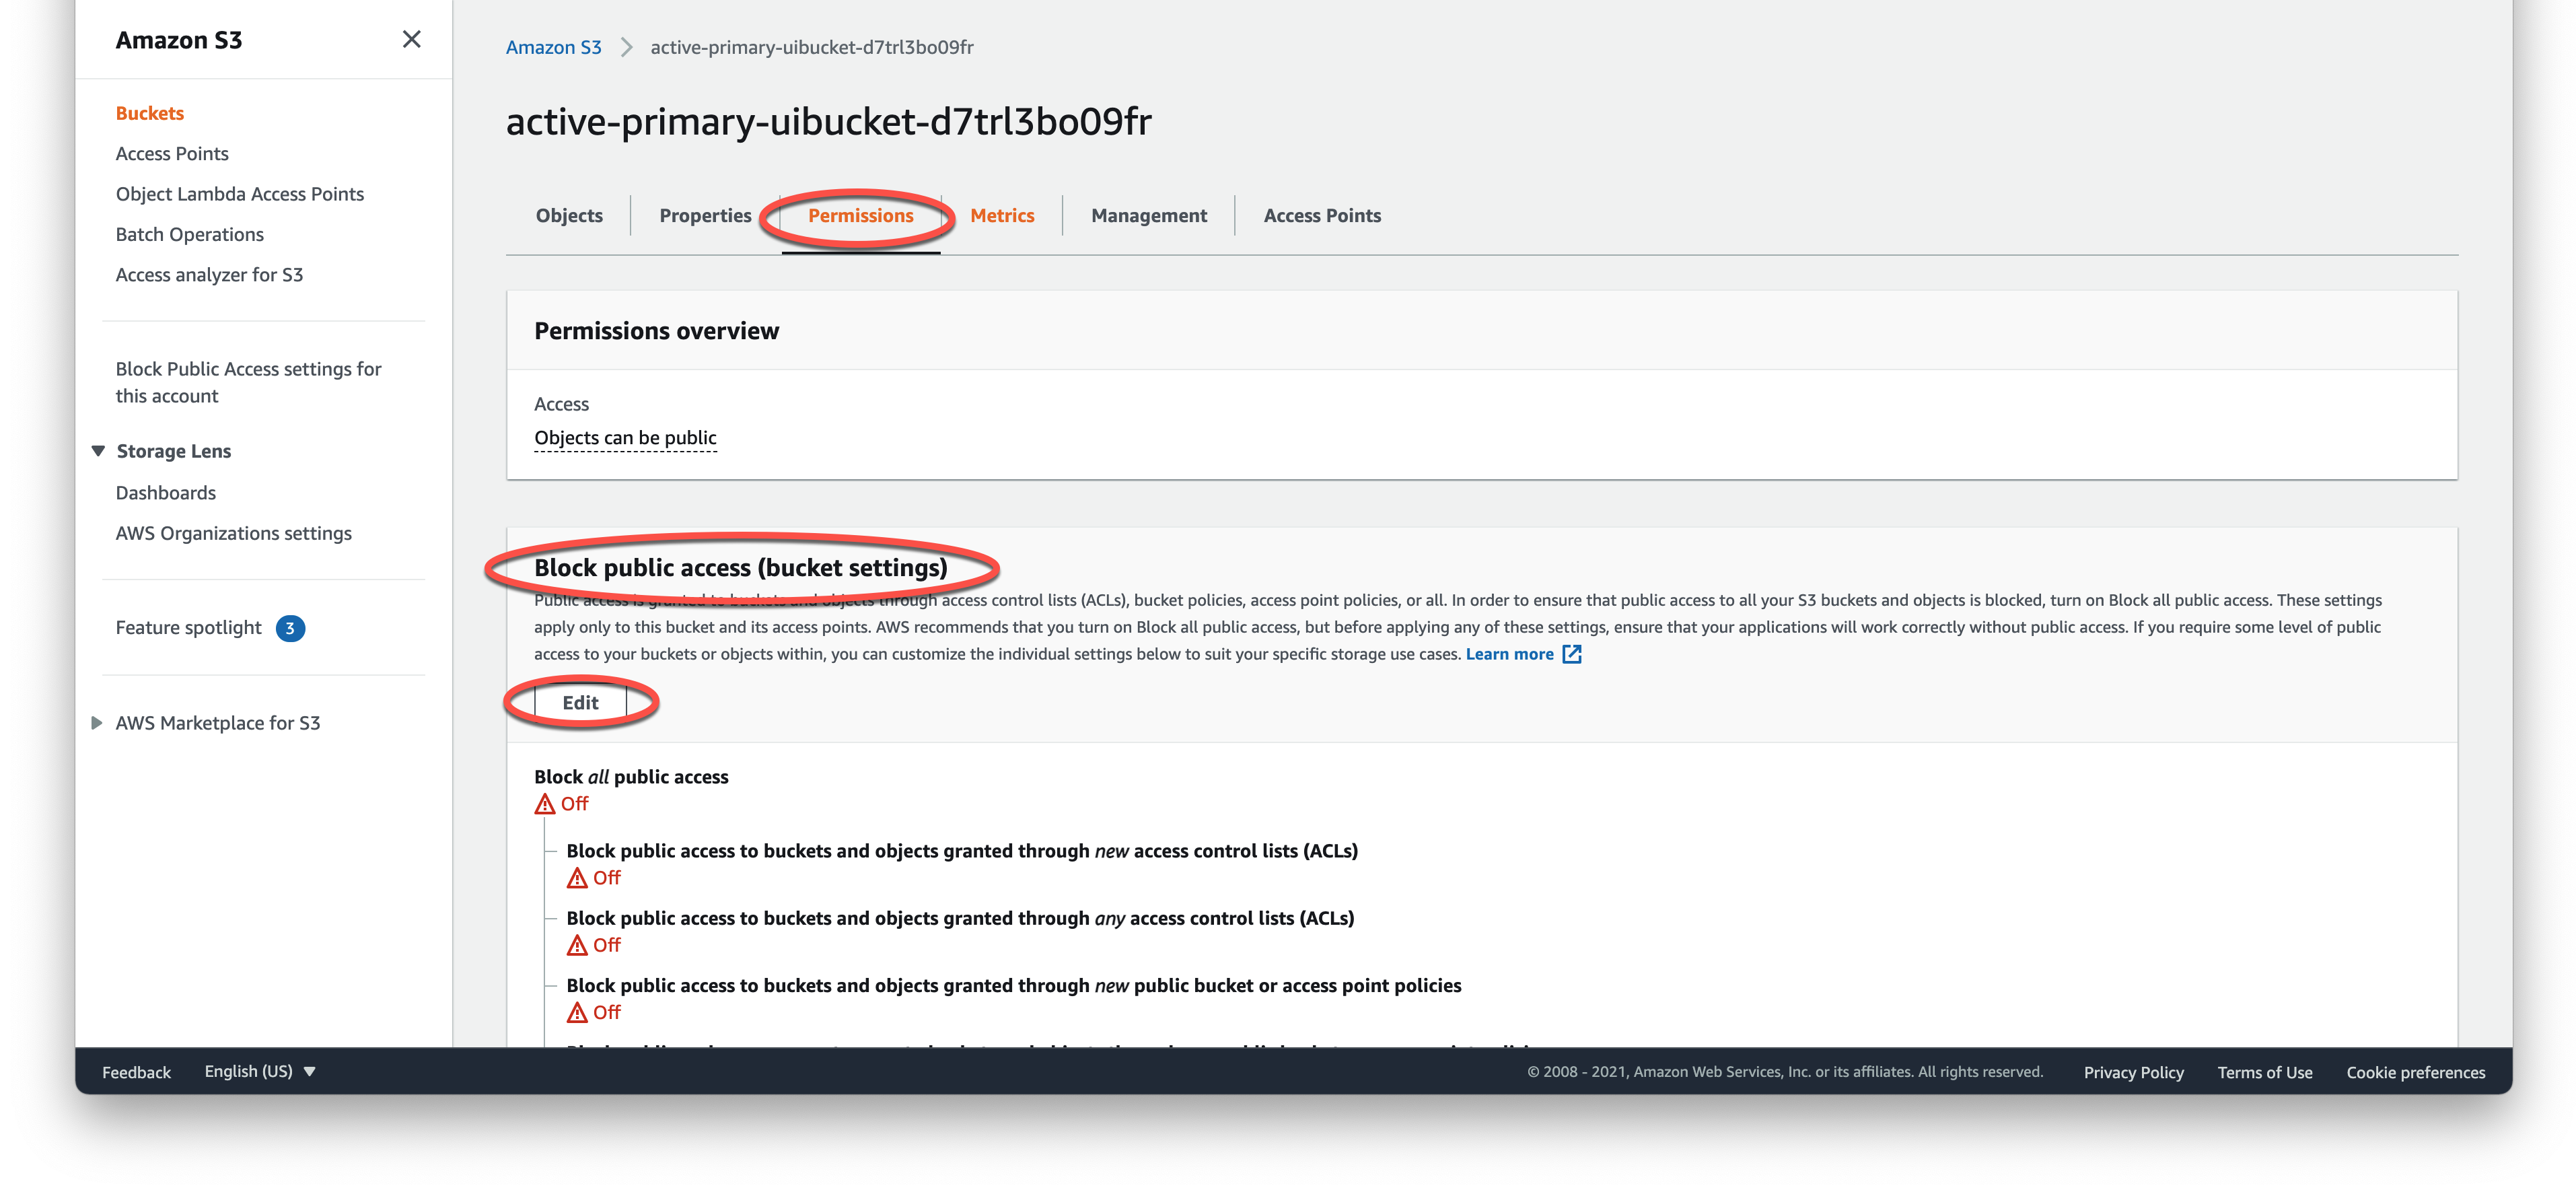 Amazon S3
Buckets
Access Points
Object Lambda Access Points
Batch Operations
Access analyzer for S3
Block Public Access settings for
this account
Storage Lens
Dashboards
AWS Organizations settings
Feature spotlight 3
AWS Marketplace for S3
Amazon S3 active-primary-uibucket-d7trl3bo09fr
active-primary-uibucket-d7trl3bo09fr
Objects Properties Permissions Metrics Management Access Points
Permissions overview
Access
Objects can be public
Block public access (bucket settings)
Public access is granted to buckets and objects through access control lists (ACLs), bucket policies, access point policies, or all. In order to ensure that public access to all your S3 buckets and objects is blocked, turn on Block all public access. These settings
apply only to this bucket and its access points. AWS recommends that you turn on Block all public access, but before applying any of these settings, ensure that your applications will work correctly without public access. If you require some level of public
access to your buckets or objects within, you can customize the individual settings below to suit your specific storage use cases. Learn more
Edit
Block all public access
Off
Block public access to buckets and objects granted through new access control lists (ACLs)
Off
Block public access to buckets and objects granted through any access control lists (ACLs)
Off
Block public access to buckets and objects granted through new public bucket or access point policies
Off
Feedback English (US) © 2008 - 2021, Amazon Web Services, Inc. or its affiliates. All rights reserved. Privacy Policy Terms of Use Cookie preferences